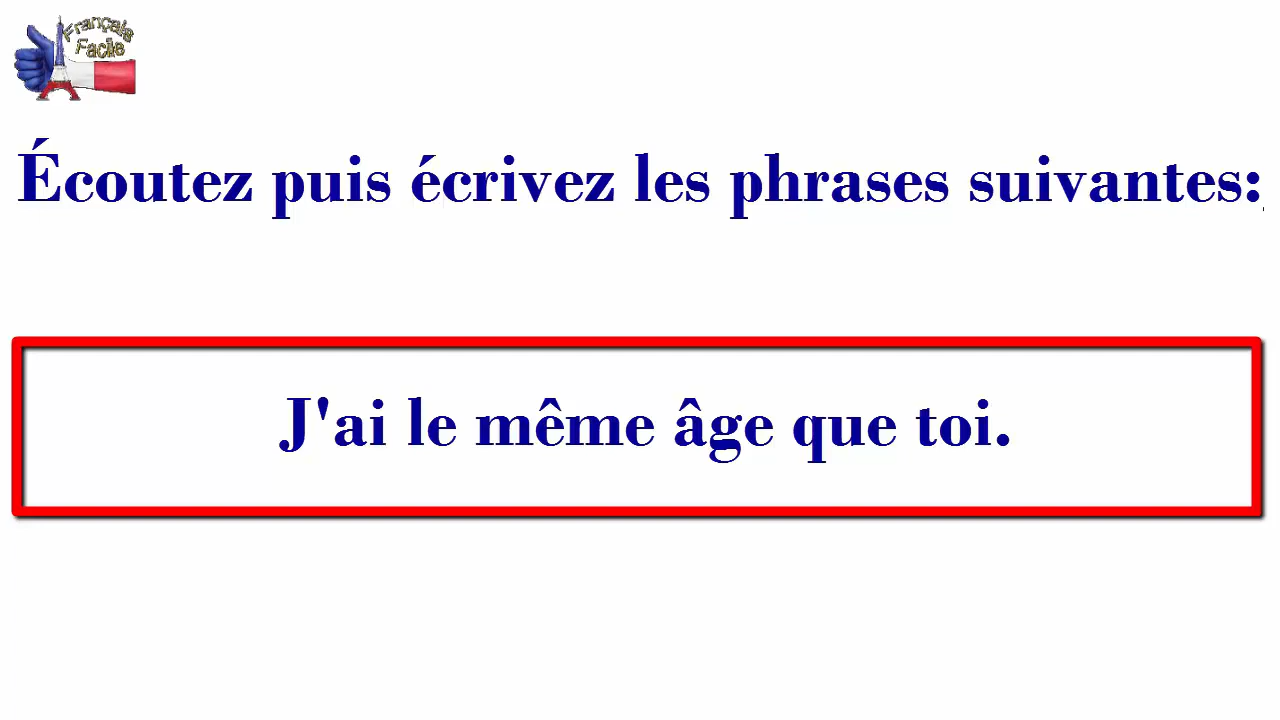 Français
Facile
Écoutez puis écrivez les phrases suivantes:
J'ai le même âge que toi.